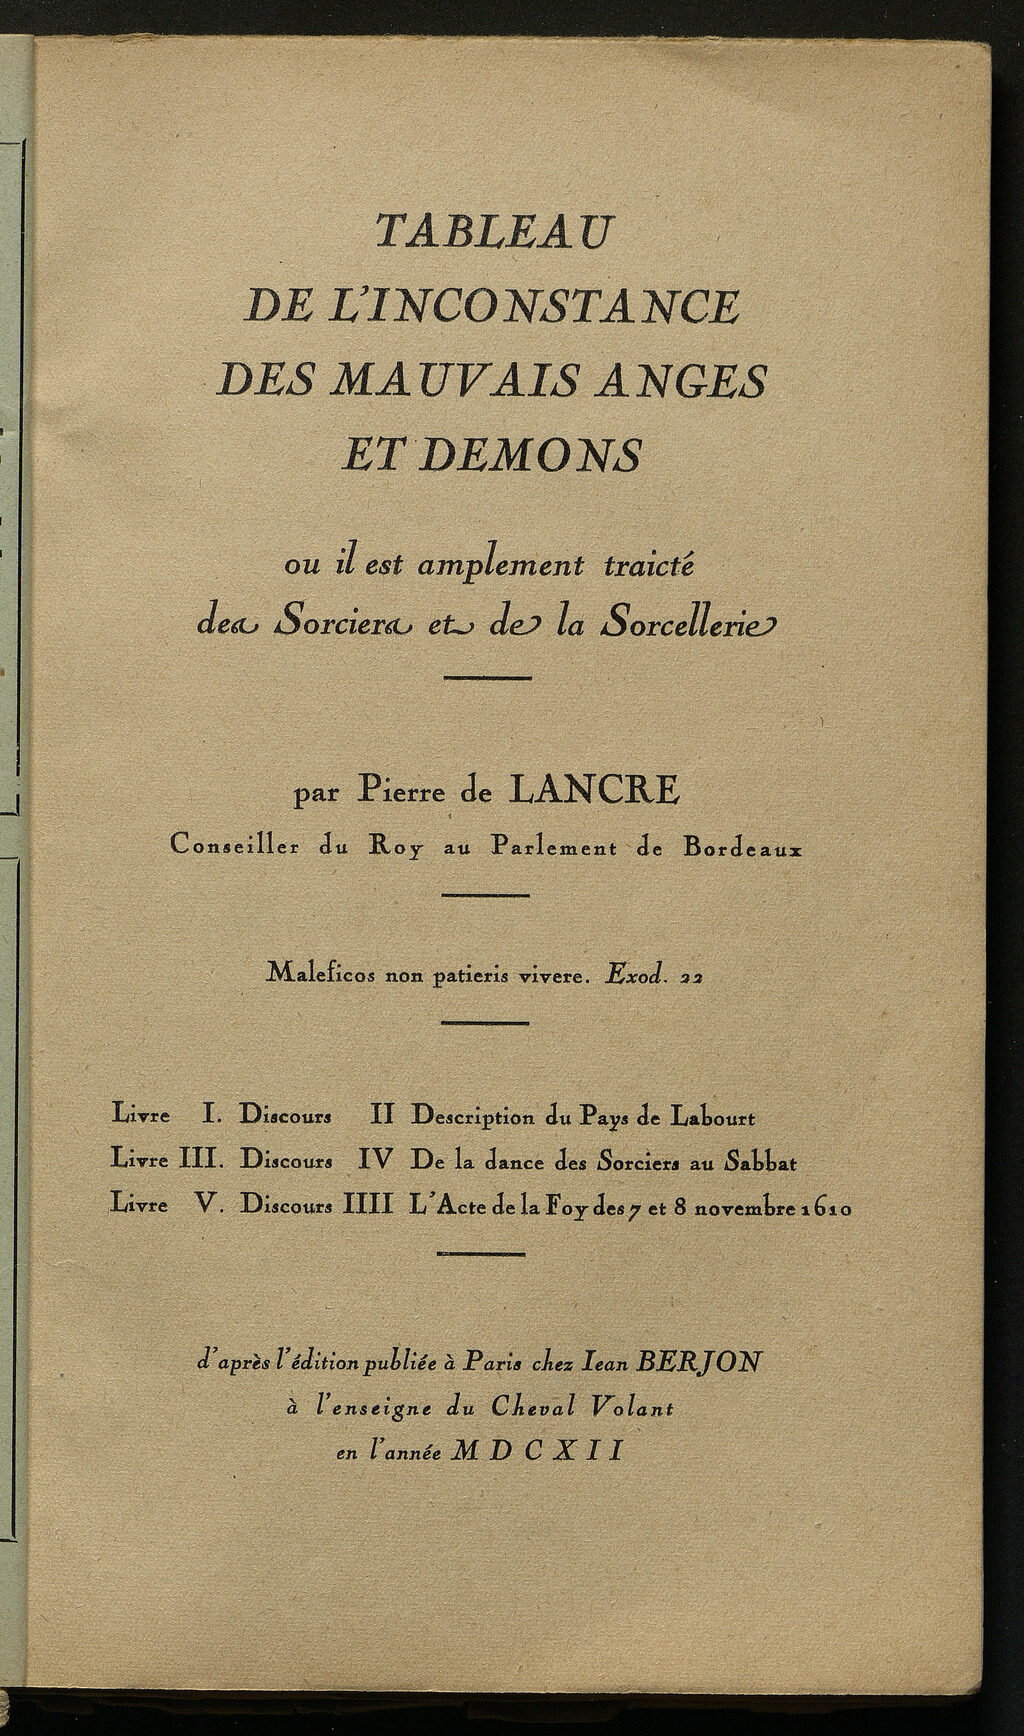 TABLEAU
DE L'INCONSTANCE
DES MAUVAIS ANGES
ET DEMONS
ou il est amplement traicté
des Sorciers et de la Sorcellerie
par Pierre de LANCRE
Conseiller du Roy au Parlement de Bordeaux
Maleficos non patieris vivere. Exod. 22
Livre I. Discours II Description du Pays de Labourt
Livre III. Discours IV De la dance des Sorciers au Sabbat
Livre V. Discours IIII L'Acte de la Foy des 7 et 8 novembre 1610
d'après l'édition publiée à Paris chez Iean BERJON
à l'enseigne du Cheval Volant
en l'année M D C X I I